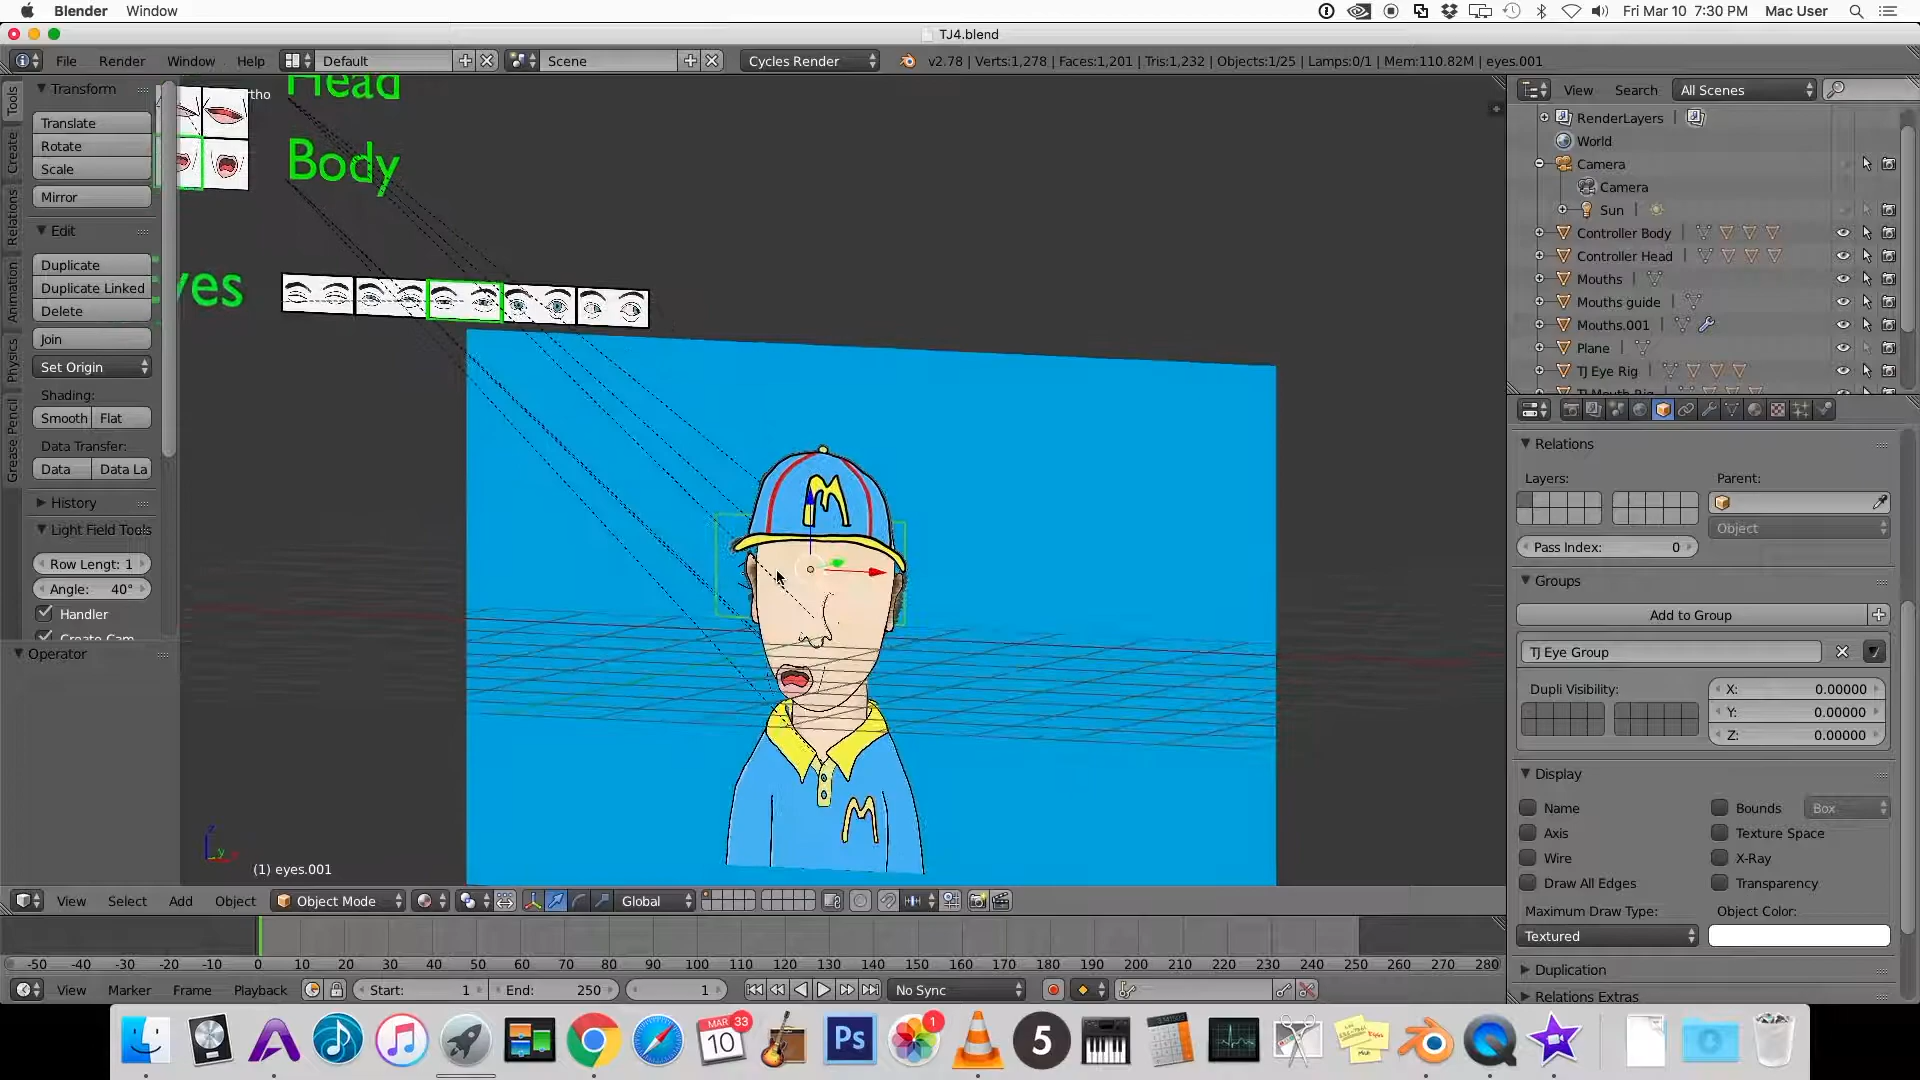 Blender Window Fri Mar 10 7:30 PM Mac User
TJ4.blend
File Render Window Help Default Scene Cycles Render v2.78 | Verts:1,278 | Faces:1,201 | Tris:1,232 | Objects:1/25 | Lamps:0/1 | Mem:110.82M | eyes.001
Tools
Create
Relations
Animation
Physics
Grease Pencil
Transform
Translate
Rotate
Scale
Mirror
Edit
Duplicate
Duplicate Linked
Delete
Join
Set Origin
Shading:
Smooth Flat
Data Transfer:
Data Data La
History
Light Field Tools
Row Lengt: 1
Angle: 40°
Handler
Create Cam
Operator
tho
Head
Body
yes
M
M
(1) eyes.001
View Select Add Object Object Mode Global
View Search All Scenes
RenderLayers
World
Camera
Camera
Sun
Controller Body
Controller Head
Mouths
Mouths guide
Mouths.001
Plane
TJ Eye Rig
TJ Mouth Rig
Relations
Layers: Parent:
Object
Pass Index: 0
Groups
Add to Group
TJ Eye Group
Dupli Visibility: X: 0.00000
Y: 0.00000
Z: 0.00000
Display
Name Bounds Box
Axis Texture Space
Wire X-Ray
Draw All Edges Transparency
Maximum Draw Type: Object Color:
Textured
Duplication
Relations Extras
-50 -40 -30 -20 -10 0 10 20 30 40 50 60 70 80 90 100 110 120 130 140 150 160 170 180 190 200 210 220 230 240 250 260 270 280
View Marker Frame Playback Start: 1 End: 250 1 No Sync
MAR 33
10
Ps
1
5